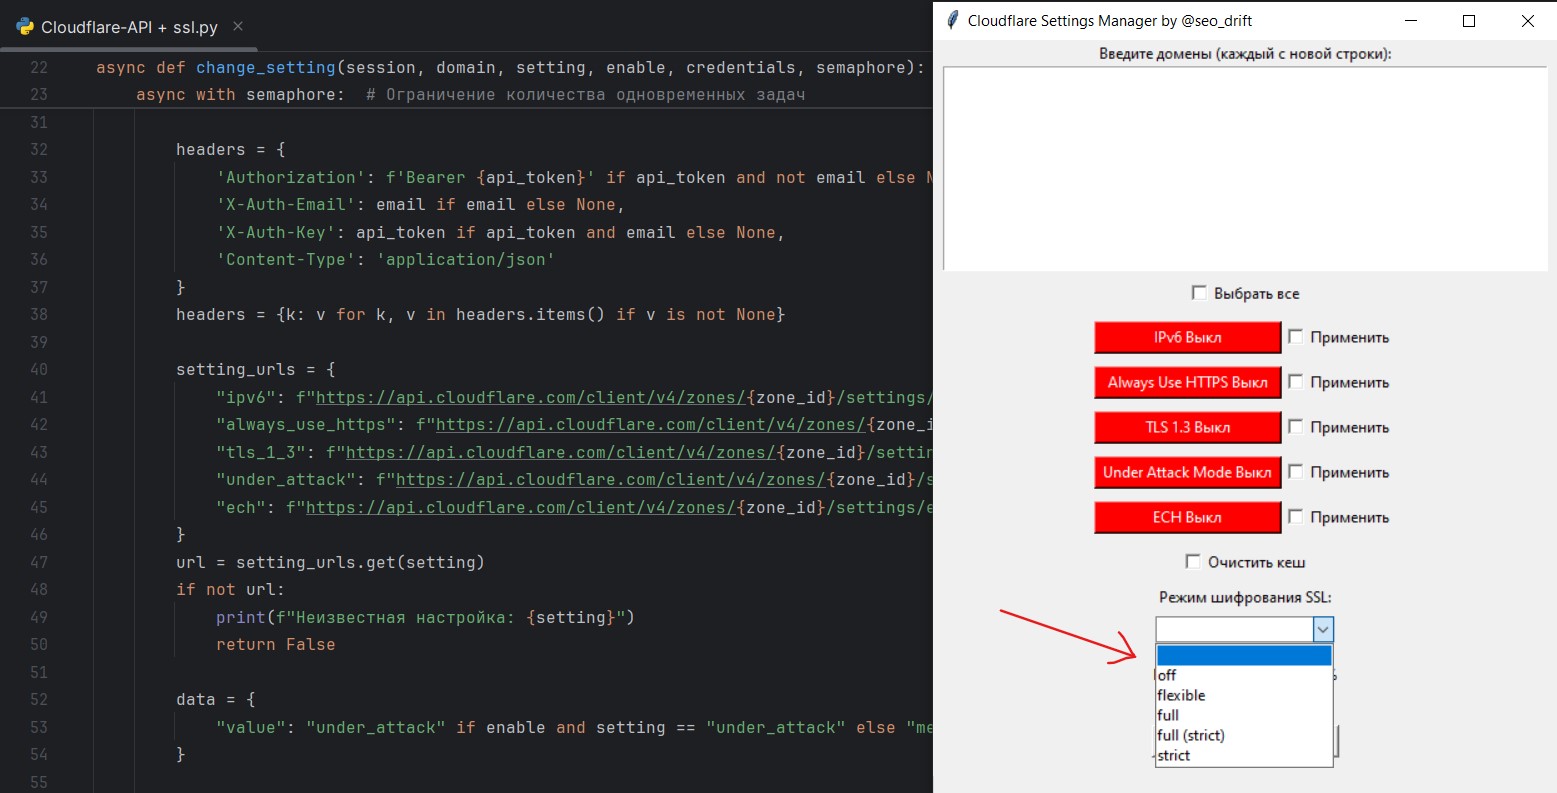 Cloudflare-API + ssl.py
22 async def change_setting(session, domain, setting, enable, credentials, semaphore):
23 async with semaphore:  # Ограничение количества одновременных задач
31
32 headers = {
33 'Authorization': f'Bearer {api_token}' if api_token and not email else
34 'X-Auth-Email': email if email else None,
35 'X-Auth-Key': api_token if api_token and email else None,
36 'Content-Type': 'application/json'
37 }
38 headers = {k: v for k, v in headers.items() if v is not None}
39
40 setting_urls = {
41 "ipv6": f"https://api.cloudflare.com/client/v4/zones/{zone_id}/settings/
42 "always_use_https": f"https://api.cloudflare.com/client/v4/zones/{zone_i
43 "tls_1_3": f"https://api.cloudflare.com/client/v4/zones/{zone_id}/settin
44 "under_attack": f"https://api.cloudflare.com/client/v4/zones/{zone_id}/s
45 "ech": f"https://api.cloudflare.com/client/v4/zones/{zone_id}/settings/e
46 }
47 url = setting_urls.get(setting)
48 if not url:
49 print(f"Неизвестная настройка: {setting}")
50 return False
51
52 data = {
53 "value": "under_attack" if enable and setting == "under_attack" else "me
54 }
55
Cloudflare Settings Manager by @seo_drift
Введите домены (каждый с новой строки):
Выбрать все
IPv6 Выкл Применить
Always Use HTTPS Выкл Применить
TLS 1.3 Выкл Применить
Under Attack Mode Выкл Применить
ECH Выкл Применить
Очистить кеш
Режим шифрования SSL:
off
flexible
full
full (strict)
strict